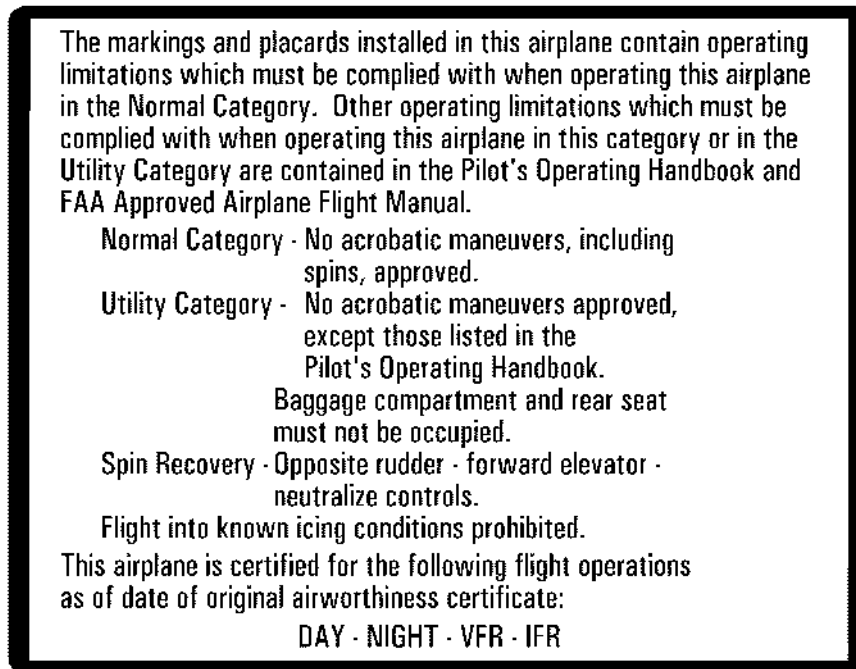 The markings and placards installed in this airplane contain operating
limitations which must be complied with when operating this airplane
in the Normal Category. Other operating limitations which must be
complied with when operating this airplane in this category or in the
Utility Category are contained in the Pilot's Operating Handbook and
FAA Approved Airplane Flight Manual.
Normal Category - No acrobatic maneuvers, including
spins, approved.
Utility Category - No acrobatic maneuvers approved,
except those listed in the
Pilot's Operating Handbook.
Baggage compartment and rear seat
must not be occupied.
Spin Recovery - Opposite rudder - forward elevator -
neutralize controls.
Flight into known icing conditions prohibited.
This airplane is certified for the following flight operations
as of date of original airworthiness certificate:
DAY - NIGHT - VFR - IFR